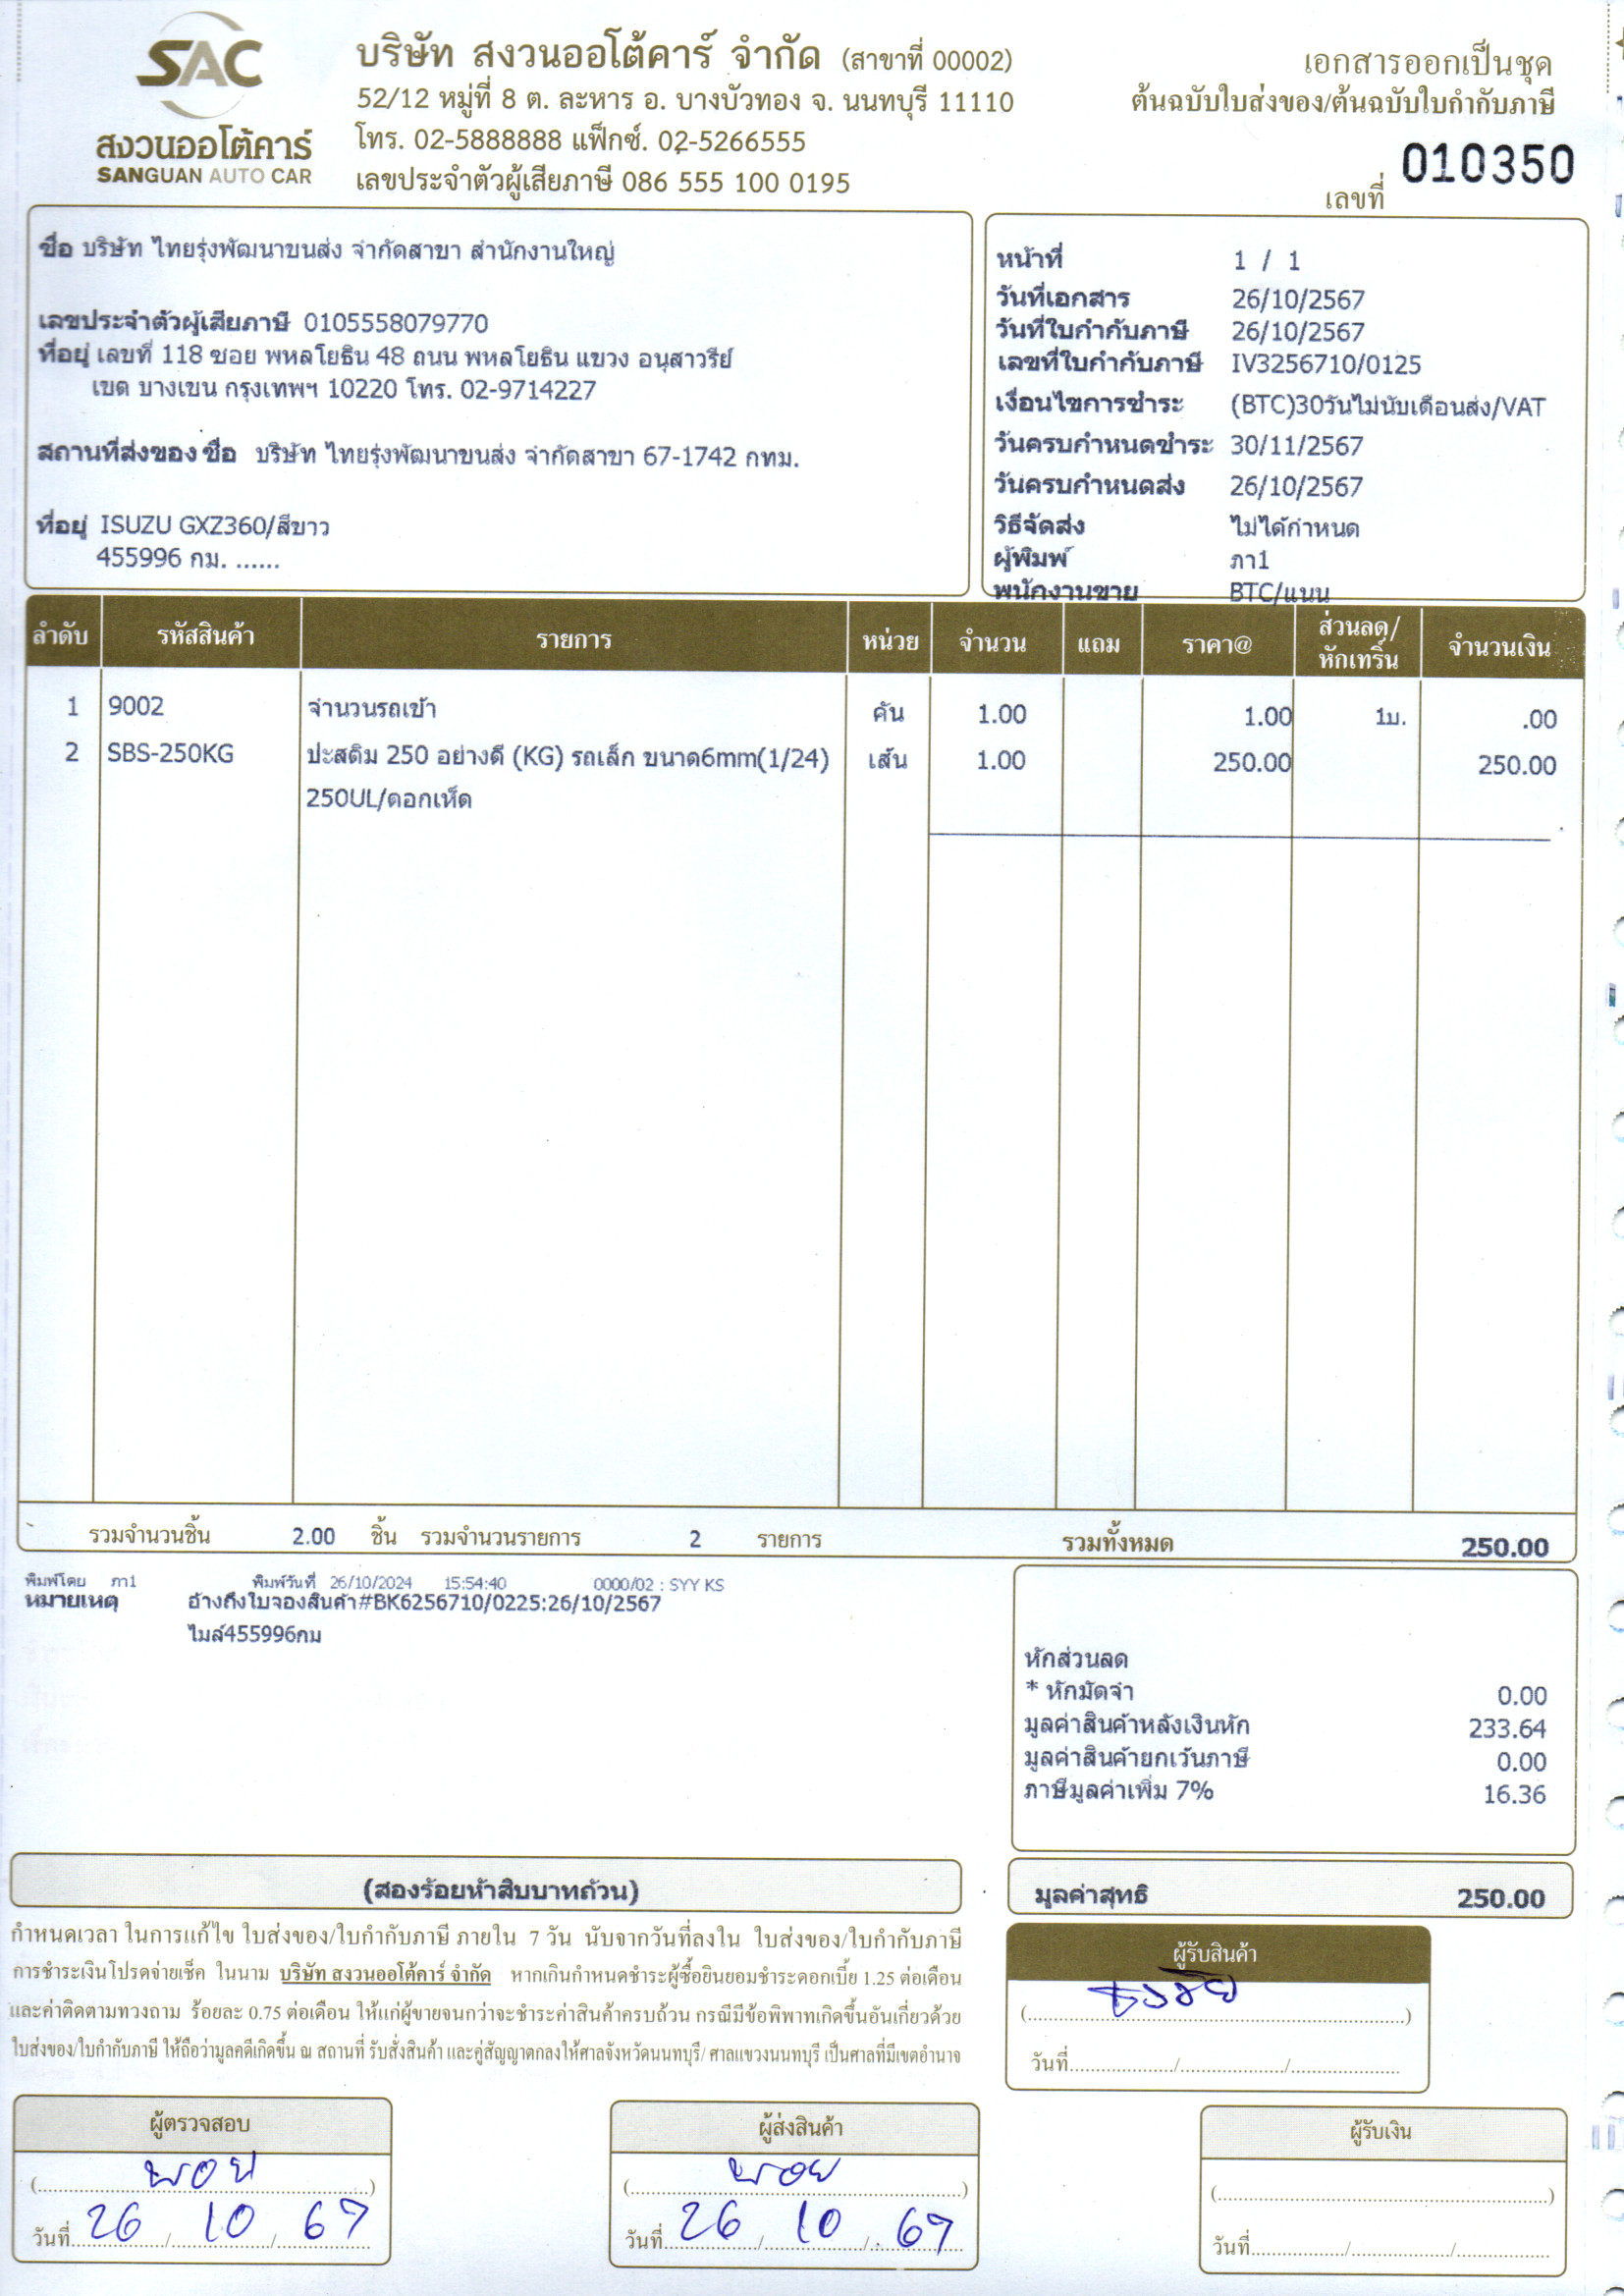 SAC
สงวนออโต้คาร์
SANGUAN AUTO CAR
บริษัท สงวนออโต้คาร์ จำกัด (สาขาที่ 00002)
52/12 หมู่ที่ 8 ต. ละหาร อ. บางบัวทอง จ. นนทบุรี 11110
โทร. 02-5888888 แฟ็กซ์. 02-5266555
เลขประจำตัวผู้เสียภาษี 086 555 100 0195
เอกสารออกเป็นชุด
ต้นฉบับใบส่งของ/ต้นฉบับใบกำกับภาษี
เลขที่ 010350
ชื่อ บริษัท ไทยรุ่งพัฒนาขนส่ง จำกัดสาขา สำนักงานใหญ่
เลขประจำตัวผู้เสียภาษี 0105558079770
ที่อยู่ เลขที่ 118 ซอย พหลโยธิน 48 ถนน พหลโยธิน แขวง อนุสาวรีย์
เขต บางเขน กรุงเทพฯ 10220 โทร. 02-9714227
สถานที่ส่งของ ชื่อ บริษัท ไทยรุ่งพัฒนาขนส่ง จำกัดสาขา 67-1742 กทม.
ที่อยู่ ISUZU GXZ360/สีขาว
455996 กม. ......
หน้าที่ 1 / 1
วันที่เอกสาร 26/10/2567
วันที่ใบกำกับภาษี 26/10/2567
เลขที่ใบกำกับภาษี IV3256710/0125
เงื่อนไขการชำระ (BTC)30วันไม่นับเดือนส่ง/VAT
วันครบกำหนดชำระ 30/11/2567
วันครบกำหนดส่ง 26/10/2567
วิธีจัดส่ง ไม่ได้กำหนด
ผู้พิมพ์ ภา1
พนักงานขาย BTC/แนน
ลำดับ รหัสสินค้า รายการ หน่วย จำนวน แถม ราคา@ ส่วนลด/หักเทริ์น จำนวนเงิน
1 9002 จำนวนรถเข้า คัน 1.00 1.00 1บ. .00
2 SBS-250KG ปะสติม 250 อย่างดี (KG) รถเล็ก ขนาด6mm(1/24) เส้น 1.00 250.00 250.00
250UL/ดอกเห็ด
รวมจำนวนชิ้น 2.00 ชิ้น รวมจำนวนรายการ 2 รายการ รวมทั้งหมด 250.00
พิมพ์โดย ภา1 พิมพ์วันที่ 26/10/2024 15:54:40 0000/02 : SYY KS
หมายเหตุ อ้างถึงใบจองสินค้า#BK6256710/0225:26/10/2567
ไมล์455996กม
หักส่วนลด
* หักมัดจำ 0.00
มูลค่าสินค้าหลังเงินหัก 233.64
มูลค่าสินค้ายกเว้นภาษี 0.00
ภาษีมูลค่าเพิ่ม 7% 16.36
(สองร้อยห้าสิบบาทถ้วน)
มูลค่าสุทธิ 250.00
กำหนดเวลา ในการแก้ไข ใบส่งของ/ใบกำกับภาษี ภายใน 7 วัน นับจากวันที่ลงใน ใบส่งของ/ใบกำกับภาษี
การชำระเงินโปรดจ่ายเช็ค ในนาม บริษัท สงวนออโต้คาร์ จำกัด หากเกินกำหนดชำระผู้ซื้อยินยอมชำระดอกเบี้ย 1.25 ต่อเดือน
และค่าติดตามทวงถาม ร้อยละ 0.75 ต่อเดือน ให้แก่ผู้ขายจนกว่าจะชำระค่าสินค้าครบถ้วน กรณีมีข้อพิพาทเกิดขึ้นอันเกี่ยวด้วย
ใบส่งของ/ใบกำกับภาษี ให้ถือว่ามูลคดีเกิดขึ้น ณ สถานที่ รับสั่งสินค้า และคู่สัญญาตกลงให้ศาลจังหวัดนนทบุรี/ ศาลแขวงนนทบุรี เป็นศาลที่มีเขตอำนาจ
ผู้รับสินค้า
วันที่
ผู้ตรวจสอบ
พอย
วันที่ 26/10/67
ผู้ส่งสินค้า
พอย
วันที่ 26/10/67
ผู้รับเงิน
วันที่